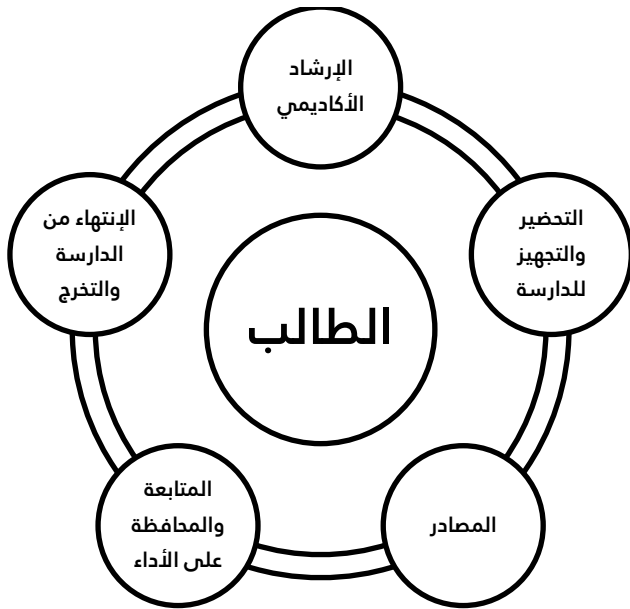 الإرشاد
الأكاديمي
التحضير
والتجهيز
للدارسة
المصادر
المتابعة
والمحافظة
على الأداء
الإنتهاء من
الدارسة
والتخرج
الطالب